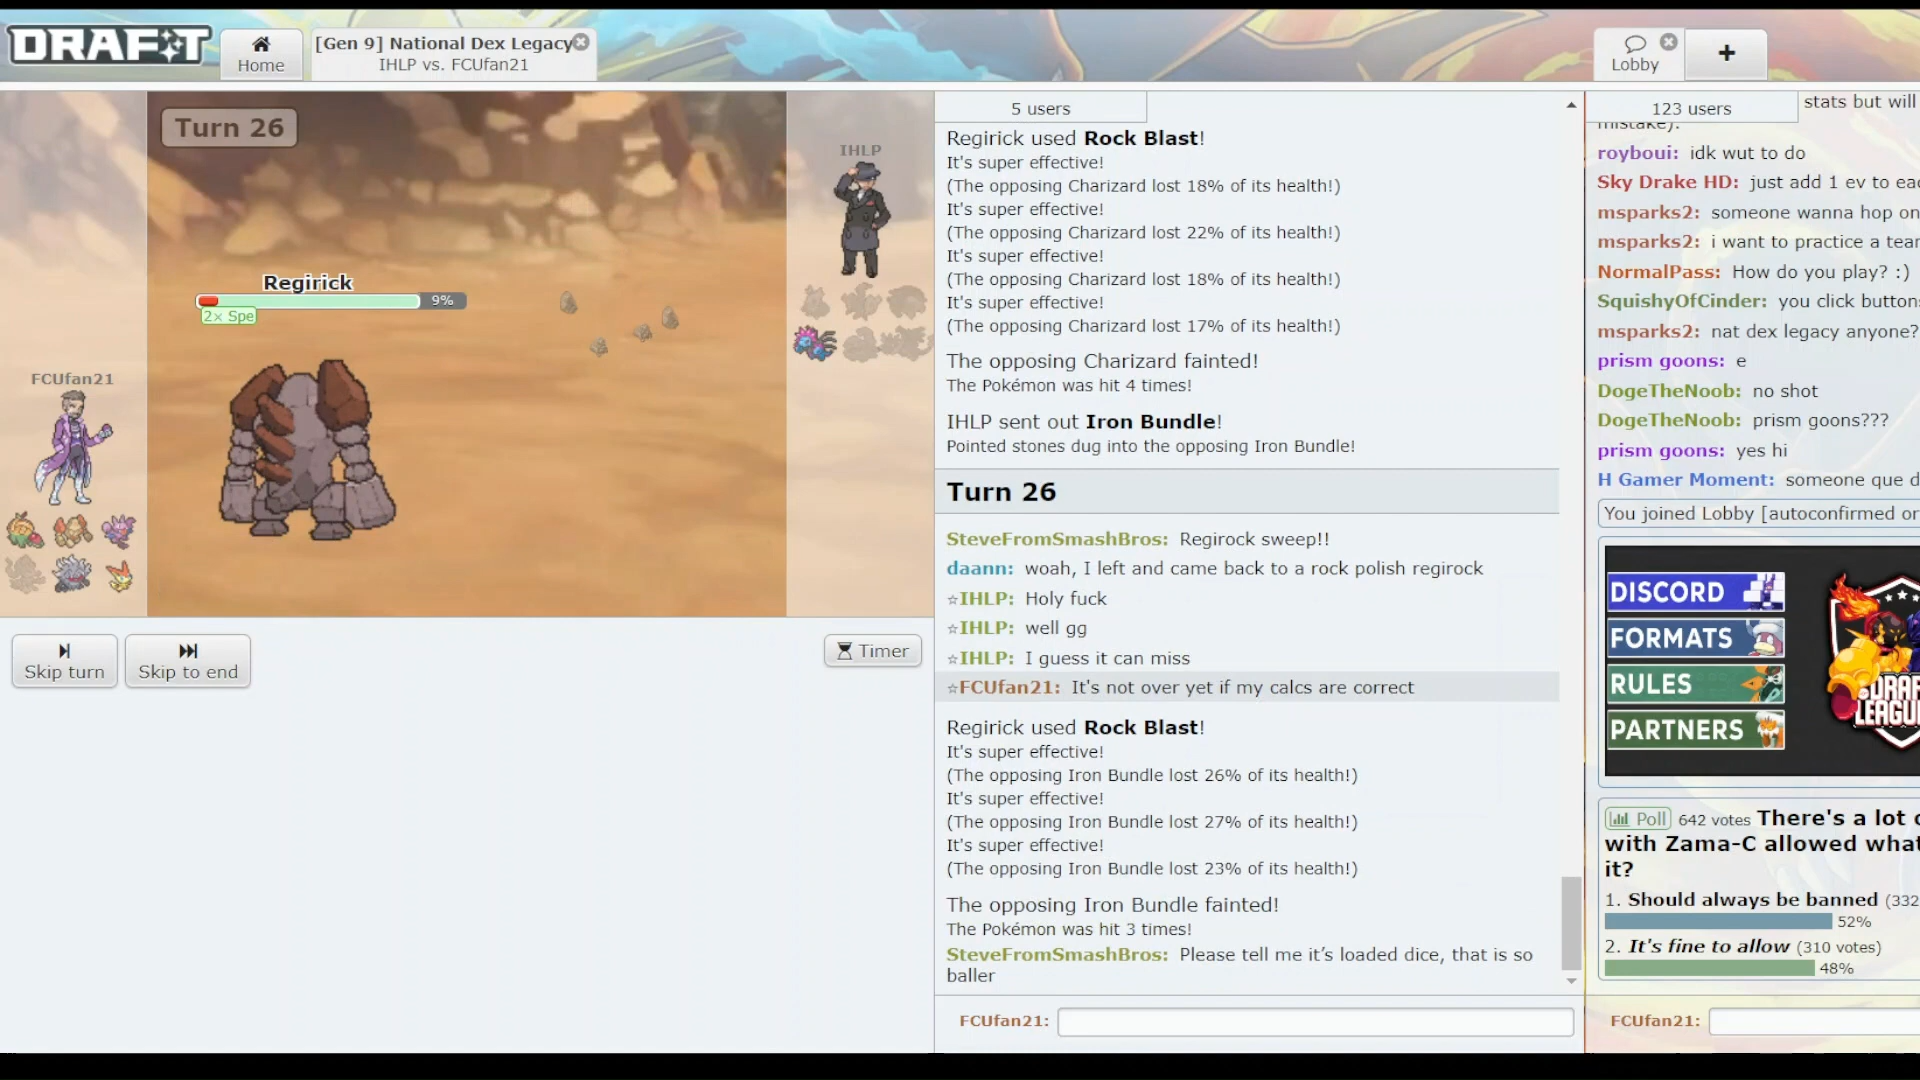 DRAFT
Home
[Gen 9] National Dex Legacy
IHLP vs. FCUfan21
Lobby
+
Turn 26
IHLP
Regirick
9%
2× Spe
FCUfan21
Skip turn
Skip to end
Timer
5 users
Regirick used Rock Blast!
It's super effective!
(The opposing Charizard lost 18% of its health!)
It's super effective!
(The opposing Charizard lost 22% of its health!)
It's super effective!
(The opposing Charizard lost 18% of its health!)
It's super effective!
(The opposing Charizard lost 17% of its health!)
The opposing Charizard fainted!
The Pokémon was hit 4 times!
IHLP sent out Iron Bundle!
Pointed stones dug into the opposing Iron Bundle!
Turn 26
SteveFromSmashBros: Regirock sweep!!
daann: woah, I left and came back to a rock polish regirock
☆IHLP: Holy fuck
☆IHLP: well gg
☆IHLP: I guess it can miss
☆FCUfan21: It's not over yet if my calcs are correct
Regirick used Rock Blast!
It's super effective!
(The opposing Iron Bundle lost 26% of its health!)
It's super effective!
(The opposing Iron Bundle lost 27% of its health!)
It's super effective!
(The opposing Iron Bundle lost 23% of its health!)
The opposing Iron Bundle fainted!
The Pokémon was hit 3 times!
SteveFromSmashBros: Please tell me it’s loaded dice, that is so
baller
FCUfan21:
123 users
stats but will
mistake).
royboui: idk wut to do
Sky Drake HD: just add 1 ev to eac
msparks2: someone wanna hop on
msparks2: i want to practice a tear
NormalPass: How do you play? :)
SquishyOfCinder: you click buttons
msparks2: nat dex legacy anyone?
prism goons: e
DogeTheNoob: no shot
DogeTheNoob: prism goons???
prism goons: yes hi
H Gamer Moment: someone que d
You joined Lobby [autoconfirmed or
DISCORD
FORMATS
RULES
PARTNERS
DRAF
LEAGU
Poll 642 votes There's a lot o
with Zama-C allowed what
it?
1. Should always be banned (332
52%
2. It's fine to allow (310 votes)
48%
FCUfan21: